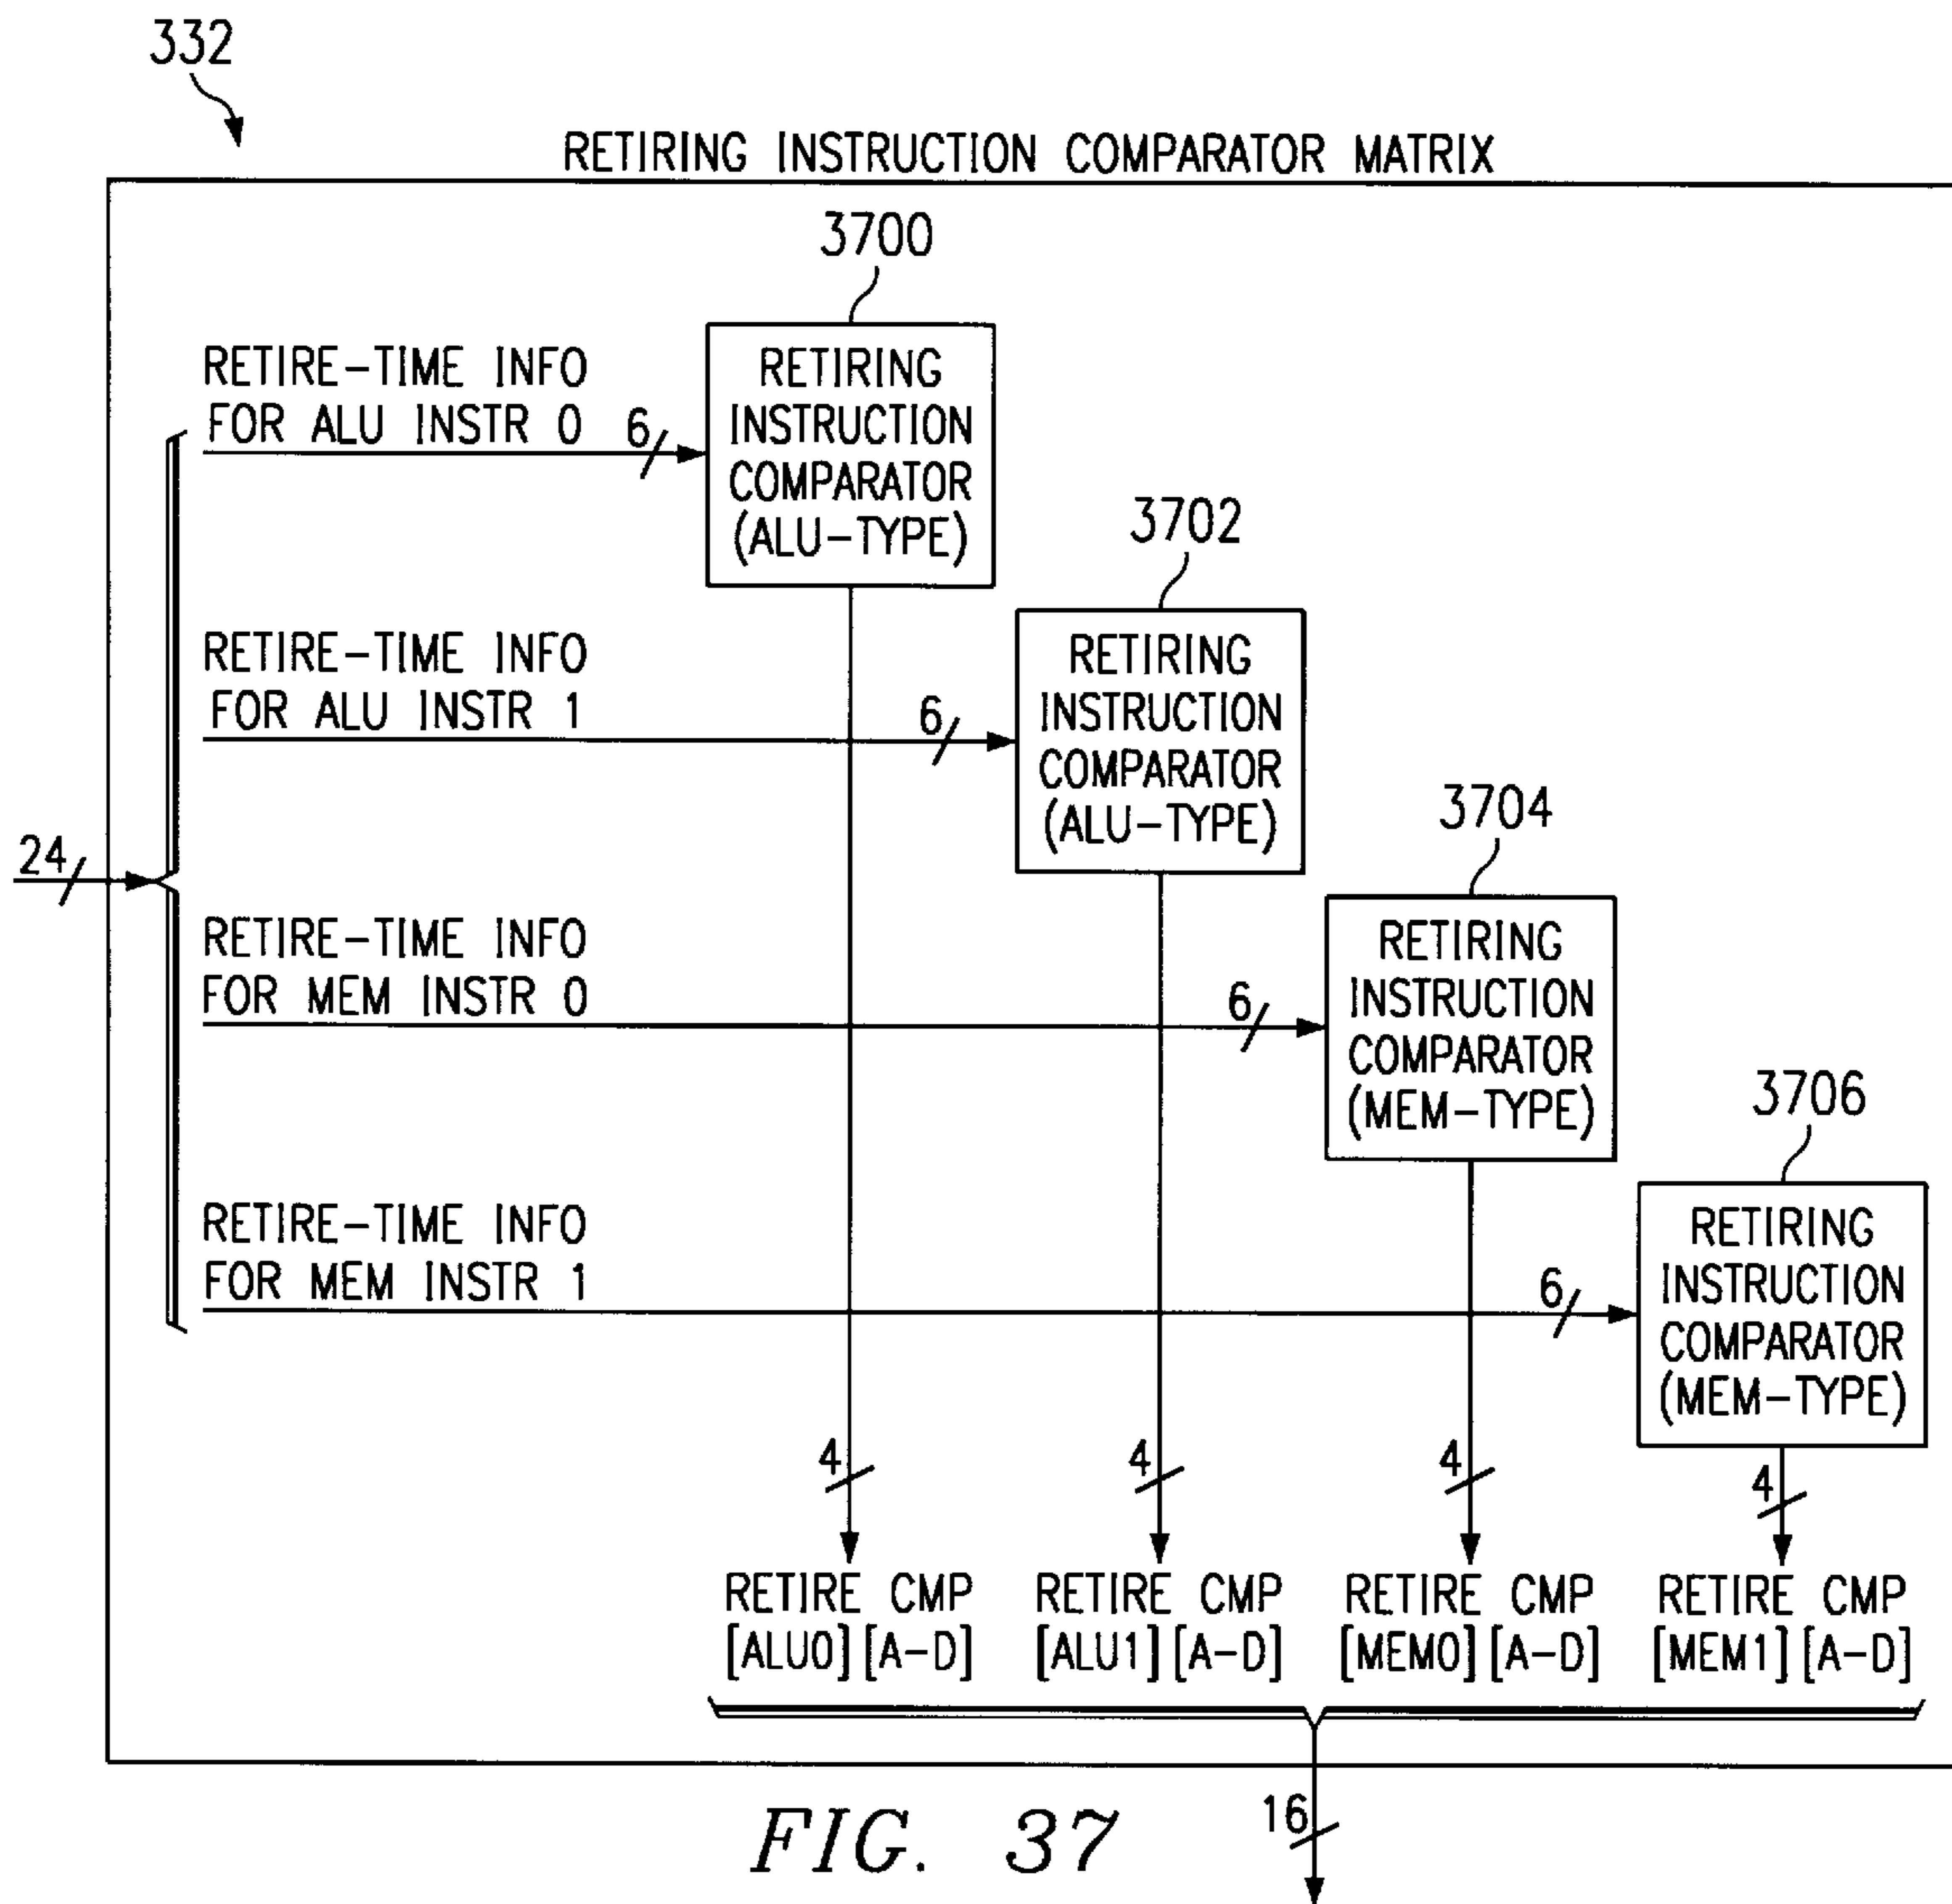 332
RETIRING INSTRUCTION COMPARATOR MATRIX
3700
RETIRE-TIME INFO
FOR ALU INSTR 0
6
RETIRING
INSTRUCTION
COMPARATOR
(ALU-TYPE)
3702
RETIRE-TIME INFO
FOR ALU INSTR 1
6
RETIRING
INSTRUCTION
COMPARATOR
(ALU-TYPE)
3704
24
RETIRE-TIME INFO
FOR MEM INSTR 0
6
RETIRING
INSTRUCTION
COMPARATOR
(MEM-TYPE)
3706
RETIRE-TIME INFO
FOR MEM INSTR 1
6
RETIRING
INSTRUCTION
COMPARATOR
(MEM-TYPE)
4
4
4
4
RETIRE CMP
[ALU0][A-D]
RETIRE CMP
[ALU1][A-D]
RETIRE CMP
[MEM0][A-D]
RETIRE CMP
[MEM1][A-D]
16
FIG. 37